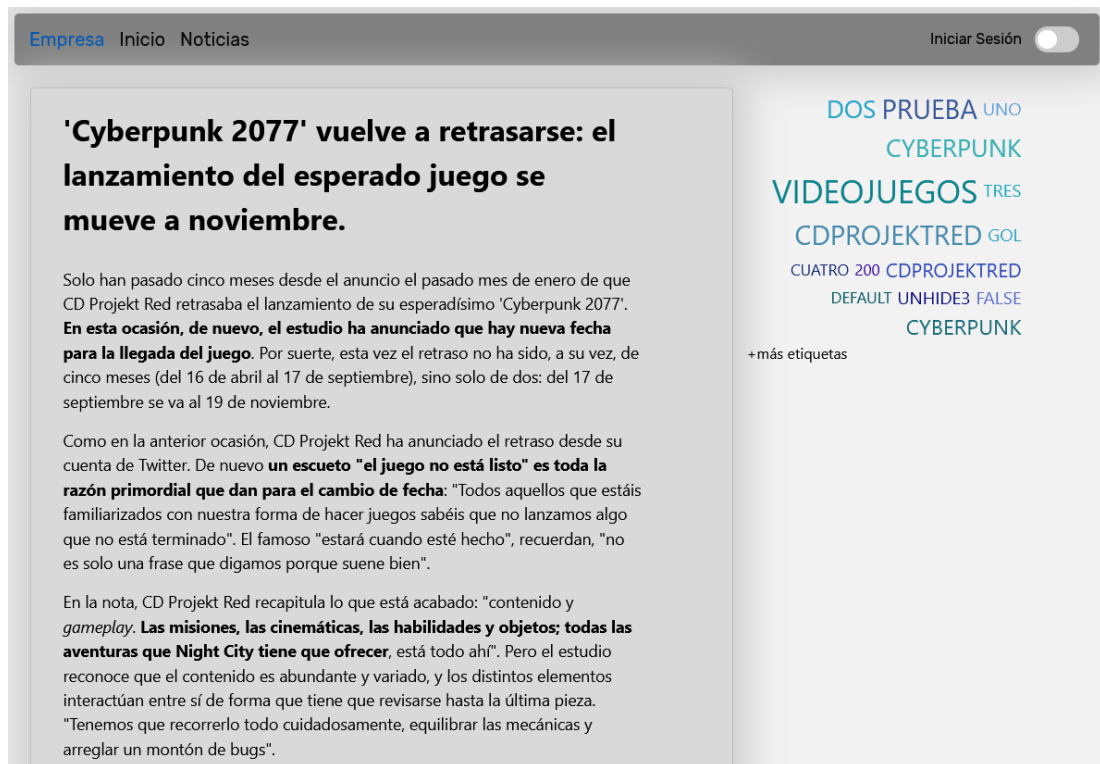 Empresa Inicio Noticias Iniciar Sesión
'Cyberpunk 2077' vuelve a retrasarse: el
lanzamiento del esperado juego se
mueve a noviembre.
Solo han pasado cinco meses desde el anuncio el pasado mes de enero de que
CD Projekt Red retrasaba el lanzamiento de su esperadísimo 'Cyberpunk 2077'.
En esta ocasión, de nuevo, el estudio ha anunciado que hay nueva fecha
para la llegada del juego. Por suerte, esta vez el retraso no ha sido, a su vez, de
cinco meses (del 16 de abril al 17 de septiembre), sino solo de dos: del 17 de
septiembre se va al 19 de noviembre.
Como en la anterior ocasión, CD Projekt Red ha anunciado el retraso desde su
cuenta de Twitter. De nuevo un escueto "el juego no está listo" es toda la
razón primordial que dan para el cambio de fecha: "Todos aquellos que estáis
familiarizados con nuestra forma de hacer juegos sabéis que no lanzamos algo
que no está terminado". El famoso "estará cuando esté hecho", recuerdan, "no
es solo una frase que digamos porque suene bien".
En la nota, CD Projekt Red recapitula lo que está acabado: "contenido y
gameplay. Las misiones, las cinemáticas, las habilidades y objetos; todas las
aventuras que Night City tiene que ofrecer, está todo ahí". Pero el estudio
reconoce que el contenido es abundante y variado, y los distintos elementos
interactúan entre sí de forma que tiene que revisarse hasta la última pieza.
"Tenemos que recorrerlo todo cuidadosamente, equilibrar las mecánicas y
arreglar un montón de bugs".
DOS PRUEBA UNO
CYBERPUNK
VIDEOJUEGOS TRES
CDPROJEKTRED GOL
CUATRO 200 CDPROJEKTRED
DEFAULT UNHIDE3 FALSE
CYBERPUNK
+más etiquetas